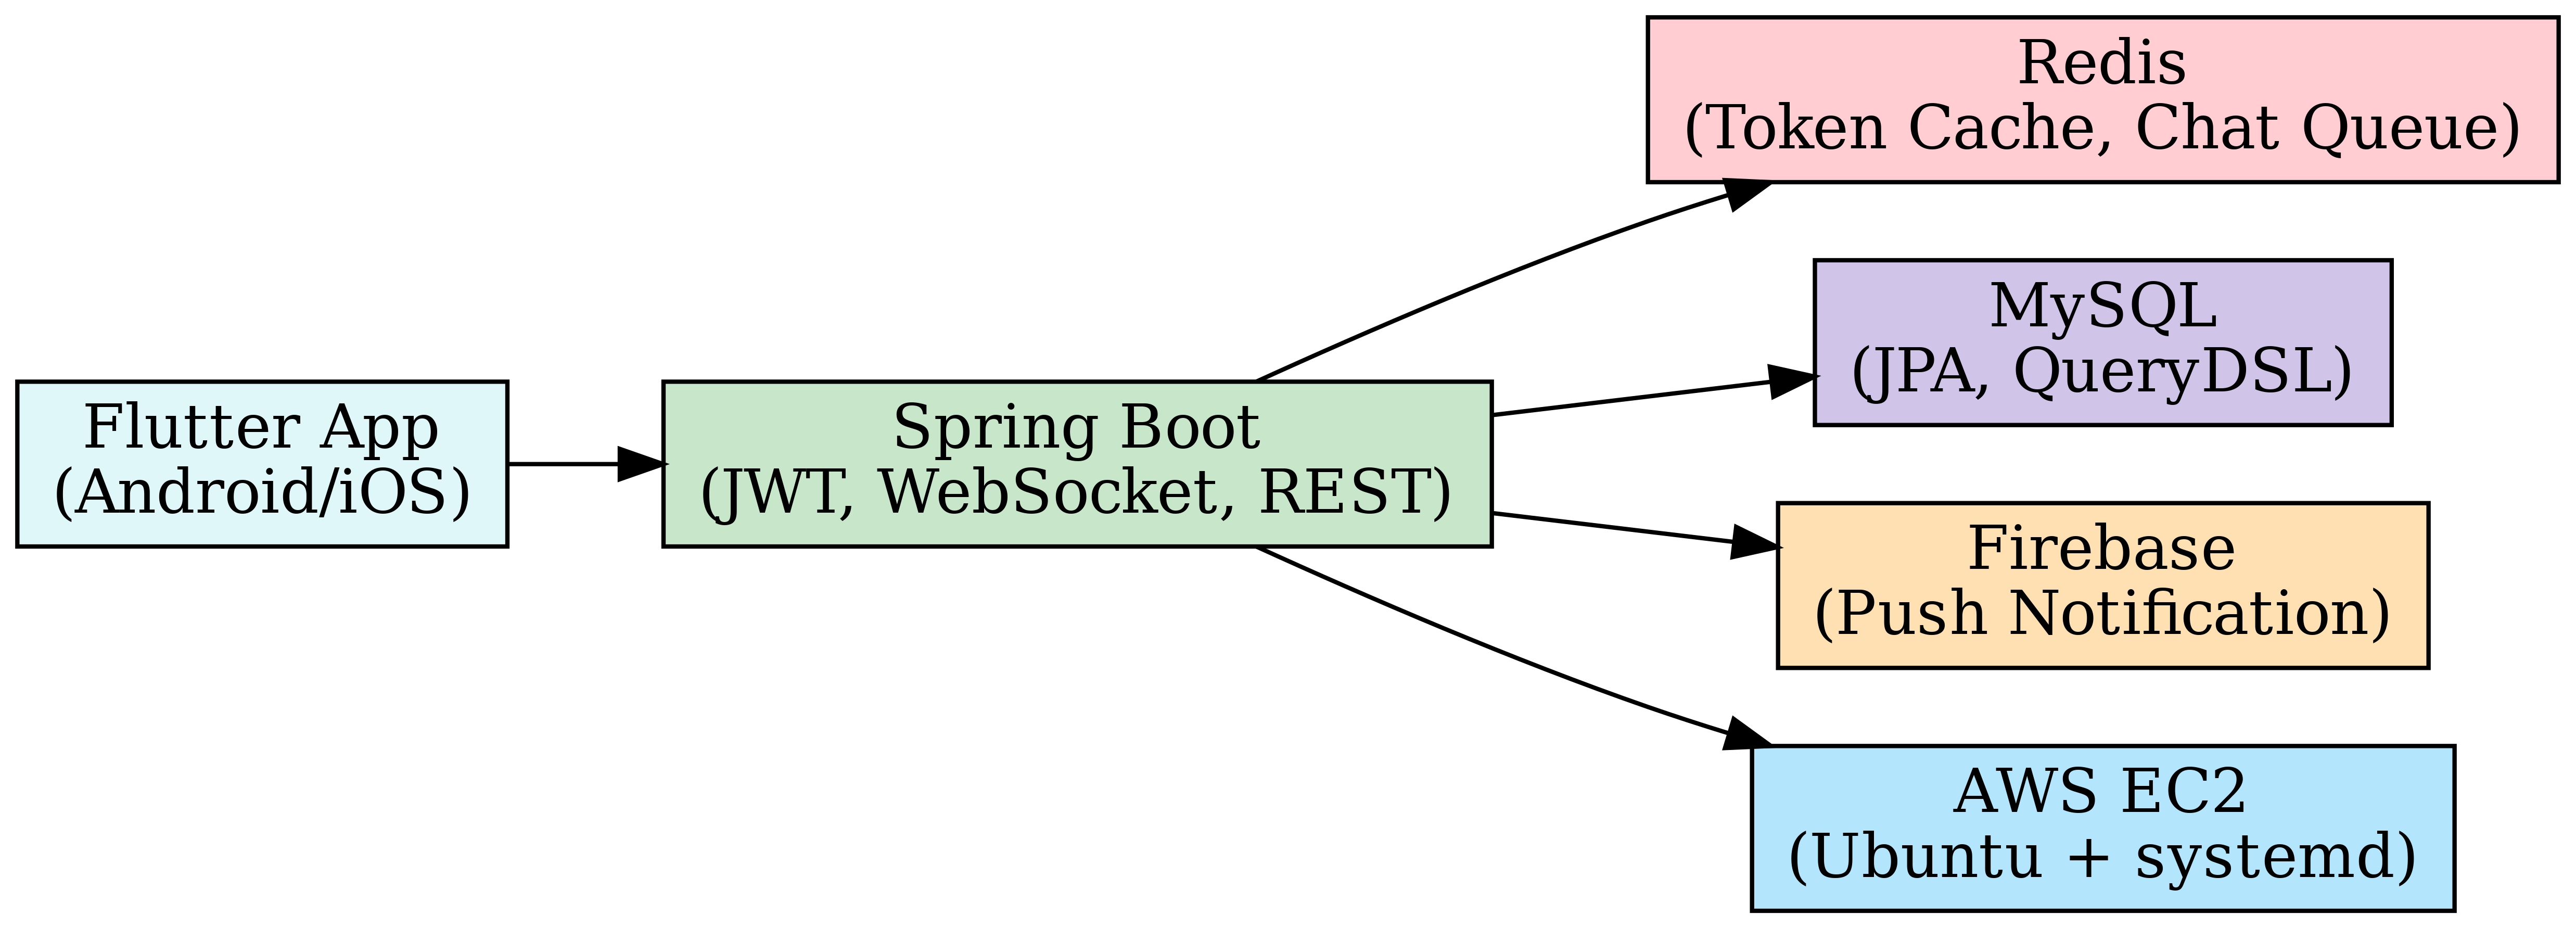 Flutter App
(Android/iOS)
Spring Boot
(JWT, WebSocket, REST)
Redis
(Token Cache, Chat Queue)
MySQL
(JPA, QueryDSL)
Firebase
(Push Notification)
AWS EC2
(Ubuntu + systemd)